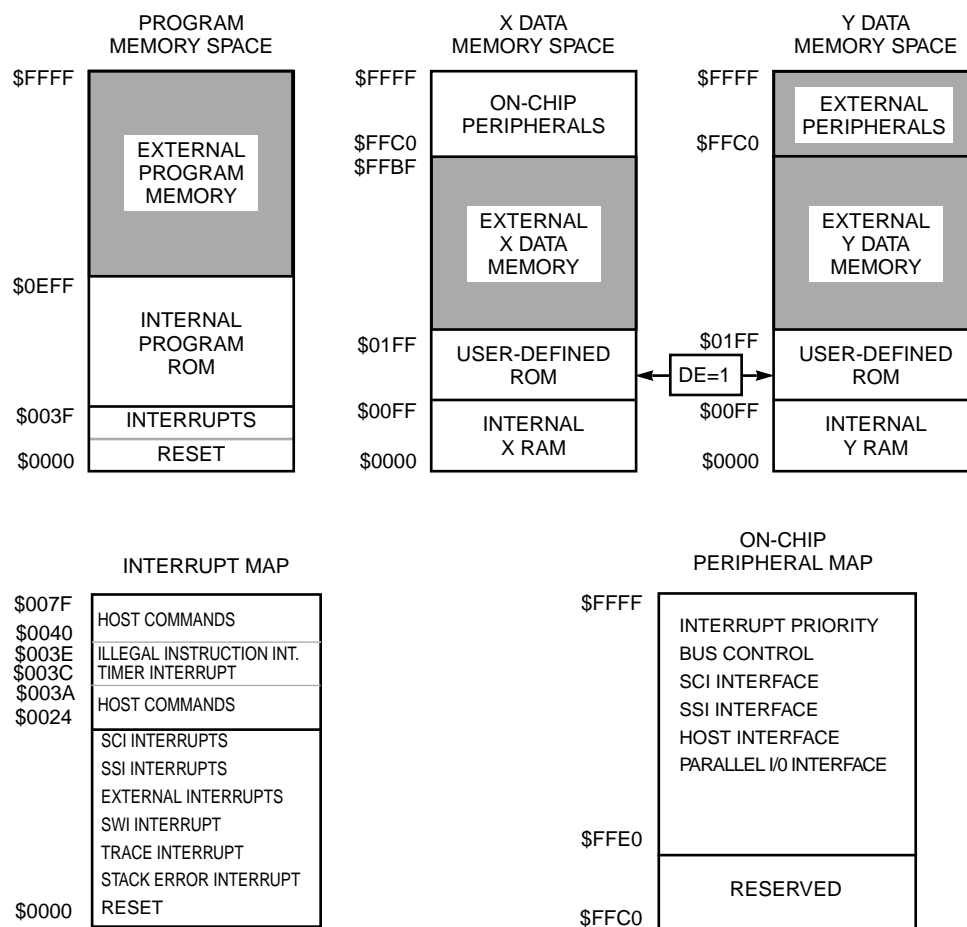 PROGRAM
MEMORY SPACE
$FFFF
EXTERNAL
PROGRAM
MEMORY
$0EFF
INTERNAL
PROGRAM
ROM
$003F
INTERRUPTS
RESET
$0000
X DATA
MEMORY SPACE
$FFFF
ON-CHIP
PERIPHERALS
$FFC0
$FFBF
EXTERNAL
X DATA
MEMORY
$01FF
USER-DEFINED
ROM
$00FF
INTERNAL
X RAM
$0000
DE=1
Y DATA
MEMORY SPACE
$FFFF
EXTERNAL
PERIPHERALS
$FFC0
EXTERNAL
Y DATA
MEMORY
$01FF
USER-DEFINED
ROM
$00FF
INTERNAL
Y RAM
$0000
INTERRUPT MAP
$007F
HOST COMMANDS
$0040
$003E ILLEGAL INSTRUCTION INT.
$003C TIMER INTERRUPT
$003A
HOST COMMANDS
$0024
SCI INTERRUPTS
SSI INTERRUPTS
EXTERNAL INTERRUPTS
SWI INTERRUPT
TRACE INTERRUPT
STACK ERROR INTERRUPT
$0000 RESET
ON-CHIP
PERIPHERAL MAP
$FFFF
INTERRUPT PRIORITY
BUS CONTROL
SCI INTERFACE
SSI INTERFACE
HOST INTERFACE
PARALLEL I/0 INTERFACE
$FFE0
RESERVED
$FFC0